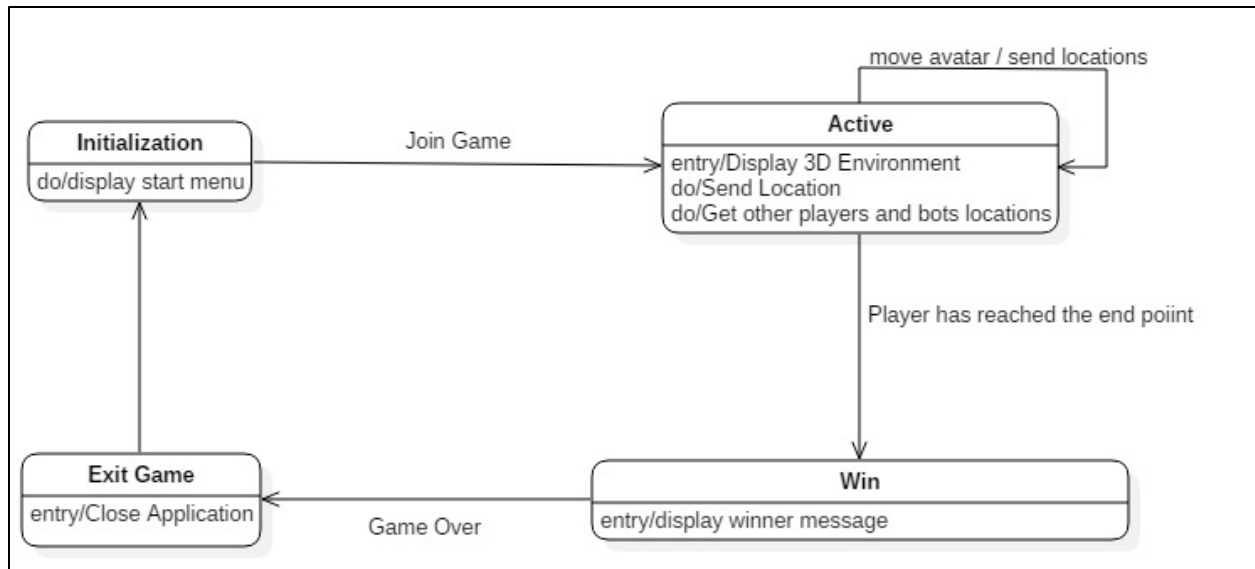 move avatar / send locations
Initialization
do/display start menu
Join Game
Active
entry/Display 3D Environment
do/Send Location
do/Get other players and bots locations
Player has reached the end poiint
Exit Game
entry/Close Application
Game Over
Win
entry/display winner message